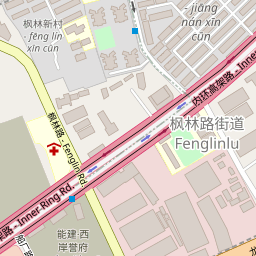 枫林新村
- fēng lín
xīn cūn
- jiāng
nán xīn
cūn
枫林路 - Fenglin Rd.
内环高架路 - Inner
枫林路街道
Fenglinlu
路 - Inner Ring Rd.
能建·西
岸誉府